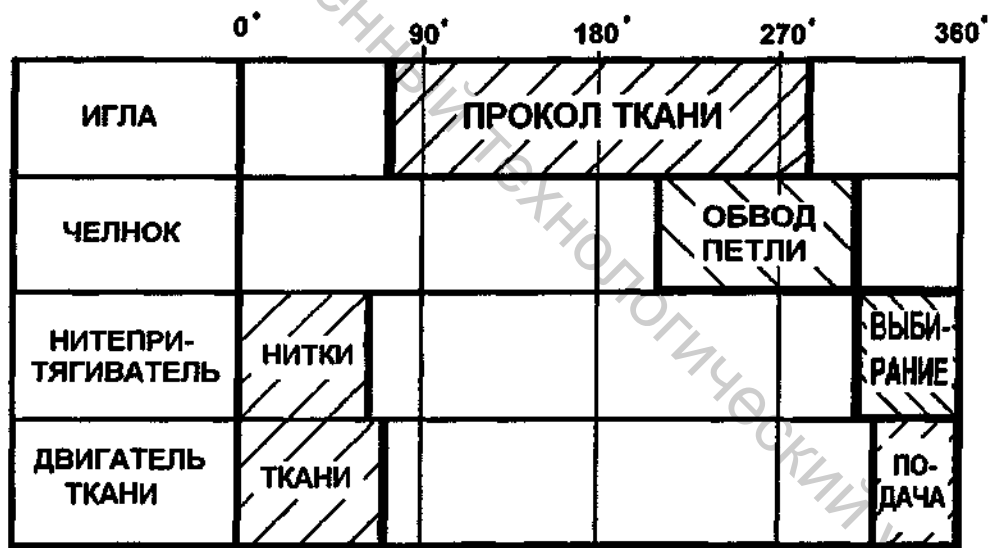 0° 90° 180° 270° 360°
ИГЛА
ПРОКОЛ ТКАНИ
ЧЕЛНОК
ОБВОД
ПЕТЛИ
НИТЕПРИ-
ТЯГИВАТЕЛЬ
НИТКИ
ВЫБИ-
РАНИЕ
ДВИГАТЕЛЬ
ТКАНИ
ТКАНИ
ПО-
ДАЧА
технологический